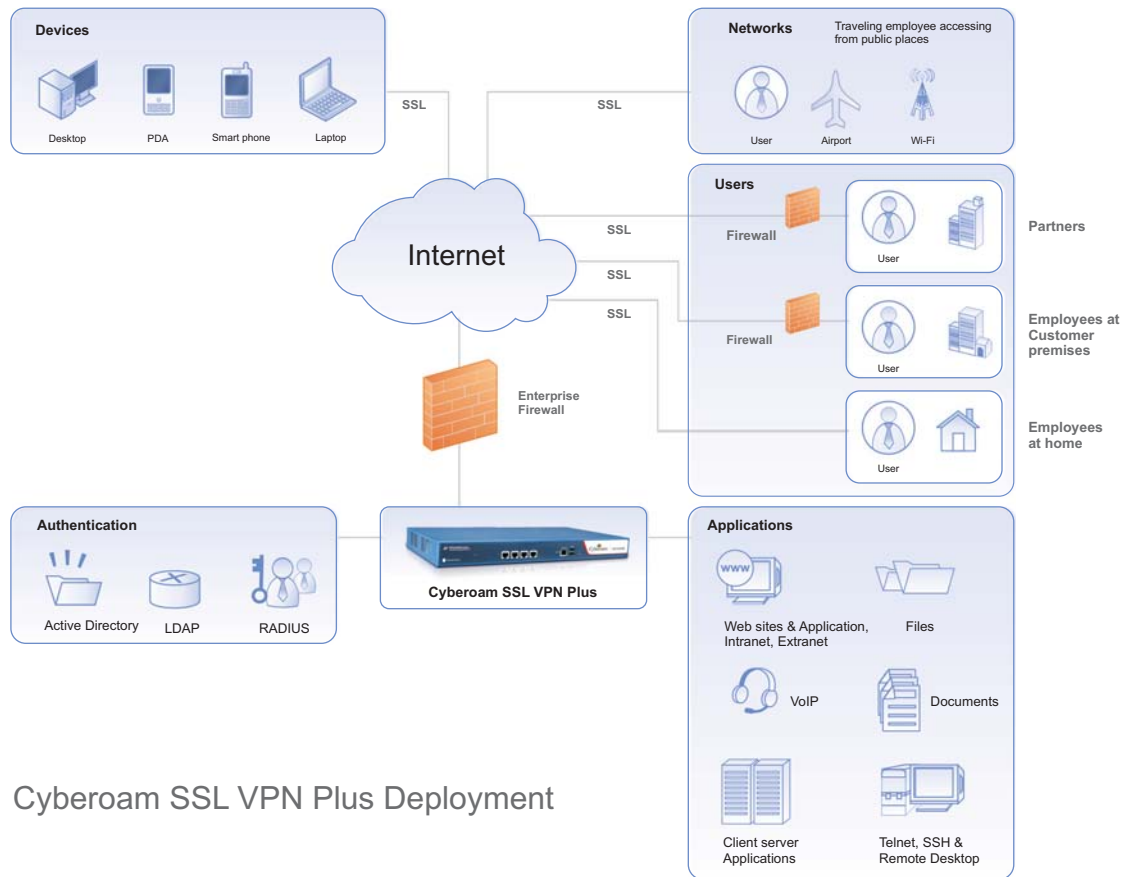 Devices
Desktop
PDA
Smart phone
Laptop
SSL
SSL
Networks
Traveling employee accessing
from public places
User
Airport
Wi-Fi
Internet
Users
SSL
Firewall
User
Partners
SSL
Firewall
User
Employees at
Customer
premises
SSL
User
Employees
at home
Enterprise
Firewall
Authentication
Active Directory
LDAP
RADIUS
Cyberoam SSL VPN Plus
Applications
www
Web sites & Application,
Intranet, Extranet
Files
VoIP
Documents
Client server
Applications
Telnet, SSH &
Remote Desktop
Cyberoam SSL VPN Plus Deployment